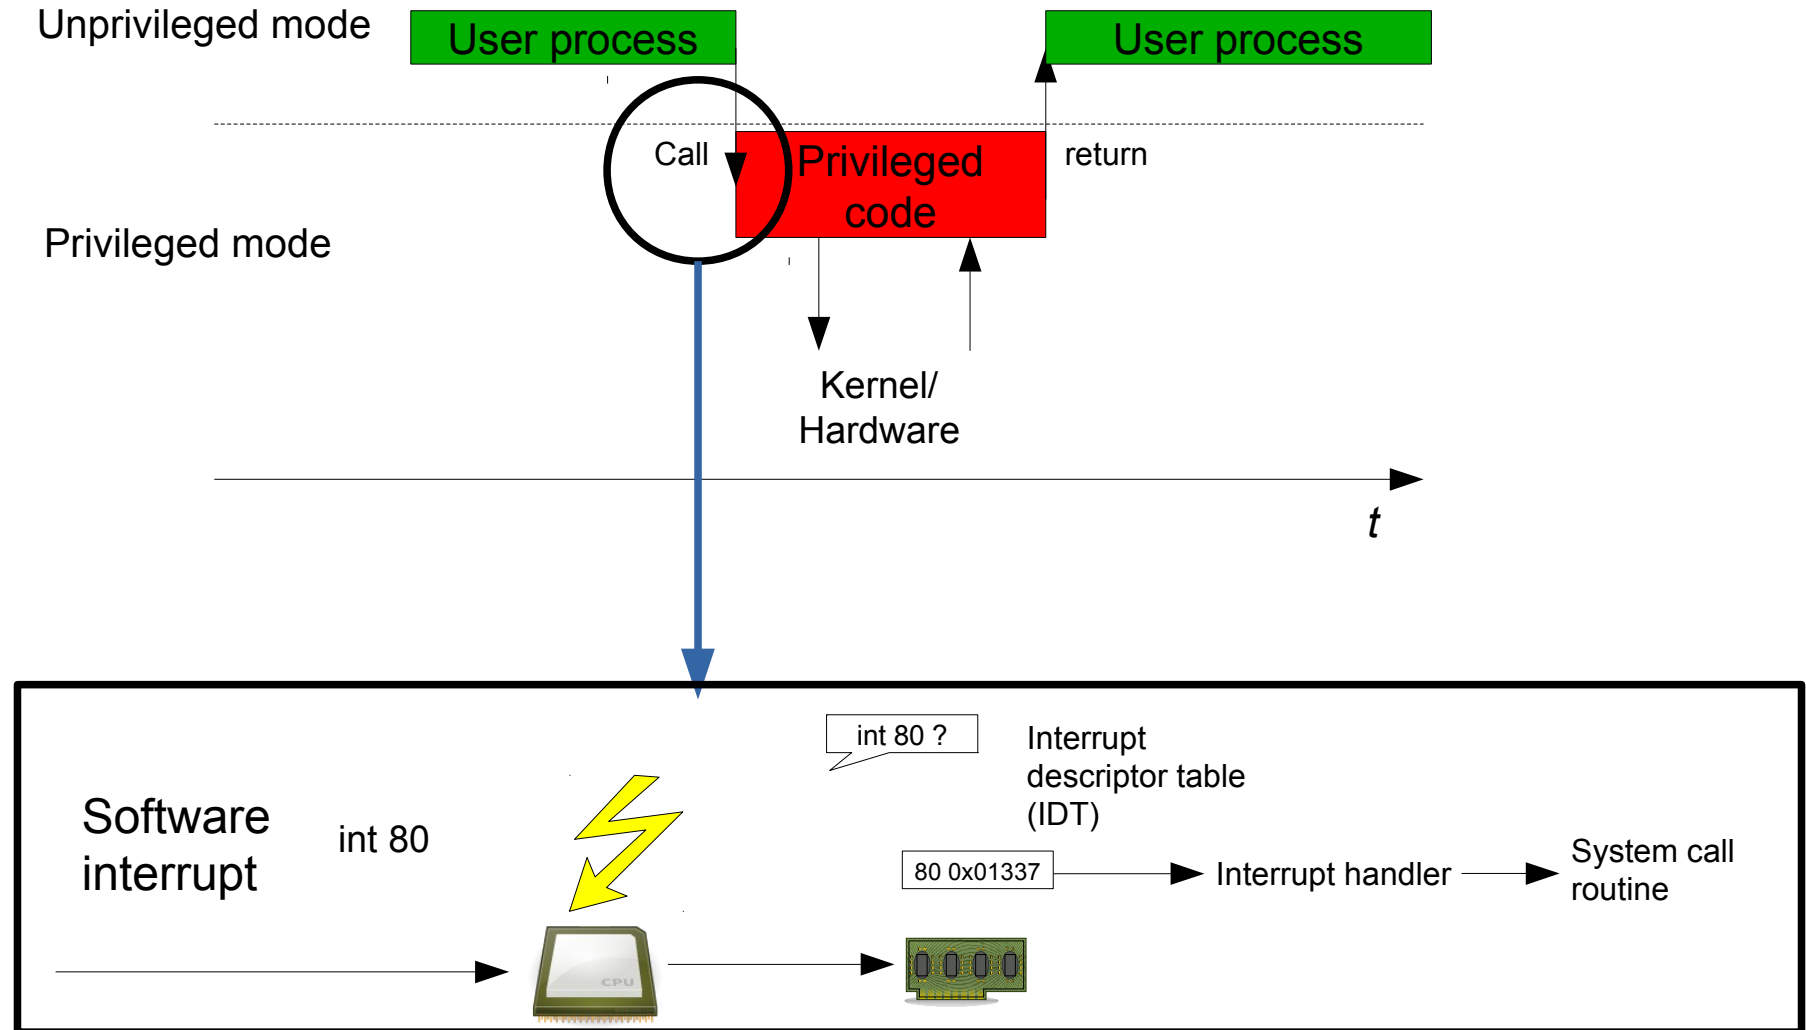 Unprivileged mode
User process
User process
Call
Privileged
code
return
Privileged mode
Kernel/
Hardware
t
int 80 ?
Interrupt
descriptor table
(IDT)
Software
interrupt
int 80
80 0x01337
Interrupt handler
System call
routine
CPU